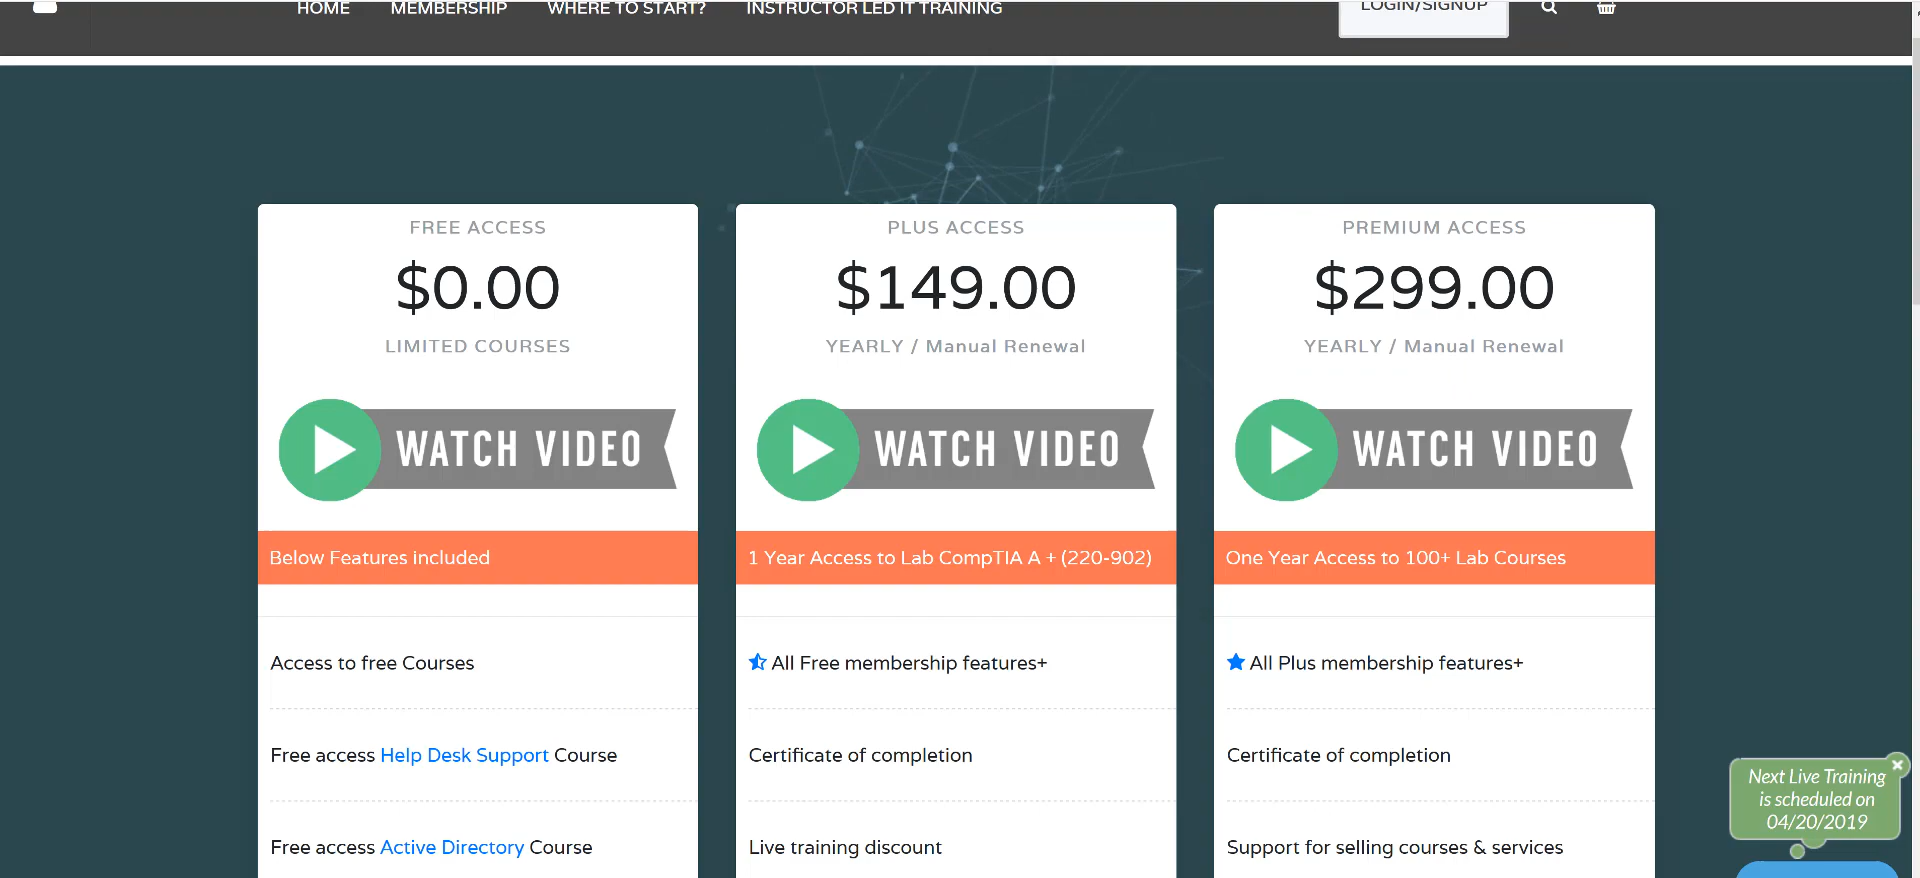 HOME MEMBERSHIP WHERE TO START? INSTRUCTOR LED IT TRAINING LOGIN/SIGNUP
FREE ACCESS
$0.00
LIMITED COURSES
WATCH VIDEO
Below Features included
Access to free Courses
Free access Help Desk Support Course
Free access Active Directory Course
PLUS ACCESS
$149.00
YEARLY / Manual Renewal
WATCH VIDEO
1 Year Access to Lab CompTIA A + (220-902)
All Free membership features+
Certificate of completion
Live training discount
PREMIUM ACCESS
$299.00
YEARLY / Manual Renewal
WATCH VIDEO
One Year Access to 100+ Lab Courses
All Plus membership features+
Certificate of completion
Support for selling courses & services
Next Live Training
is scheduled on
04/20/2019